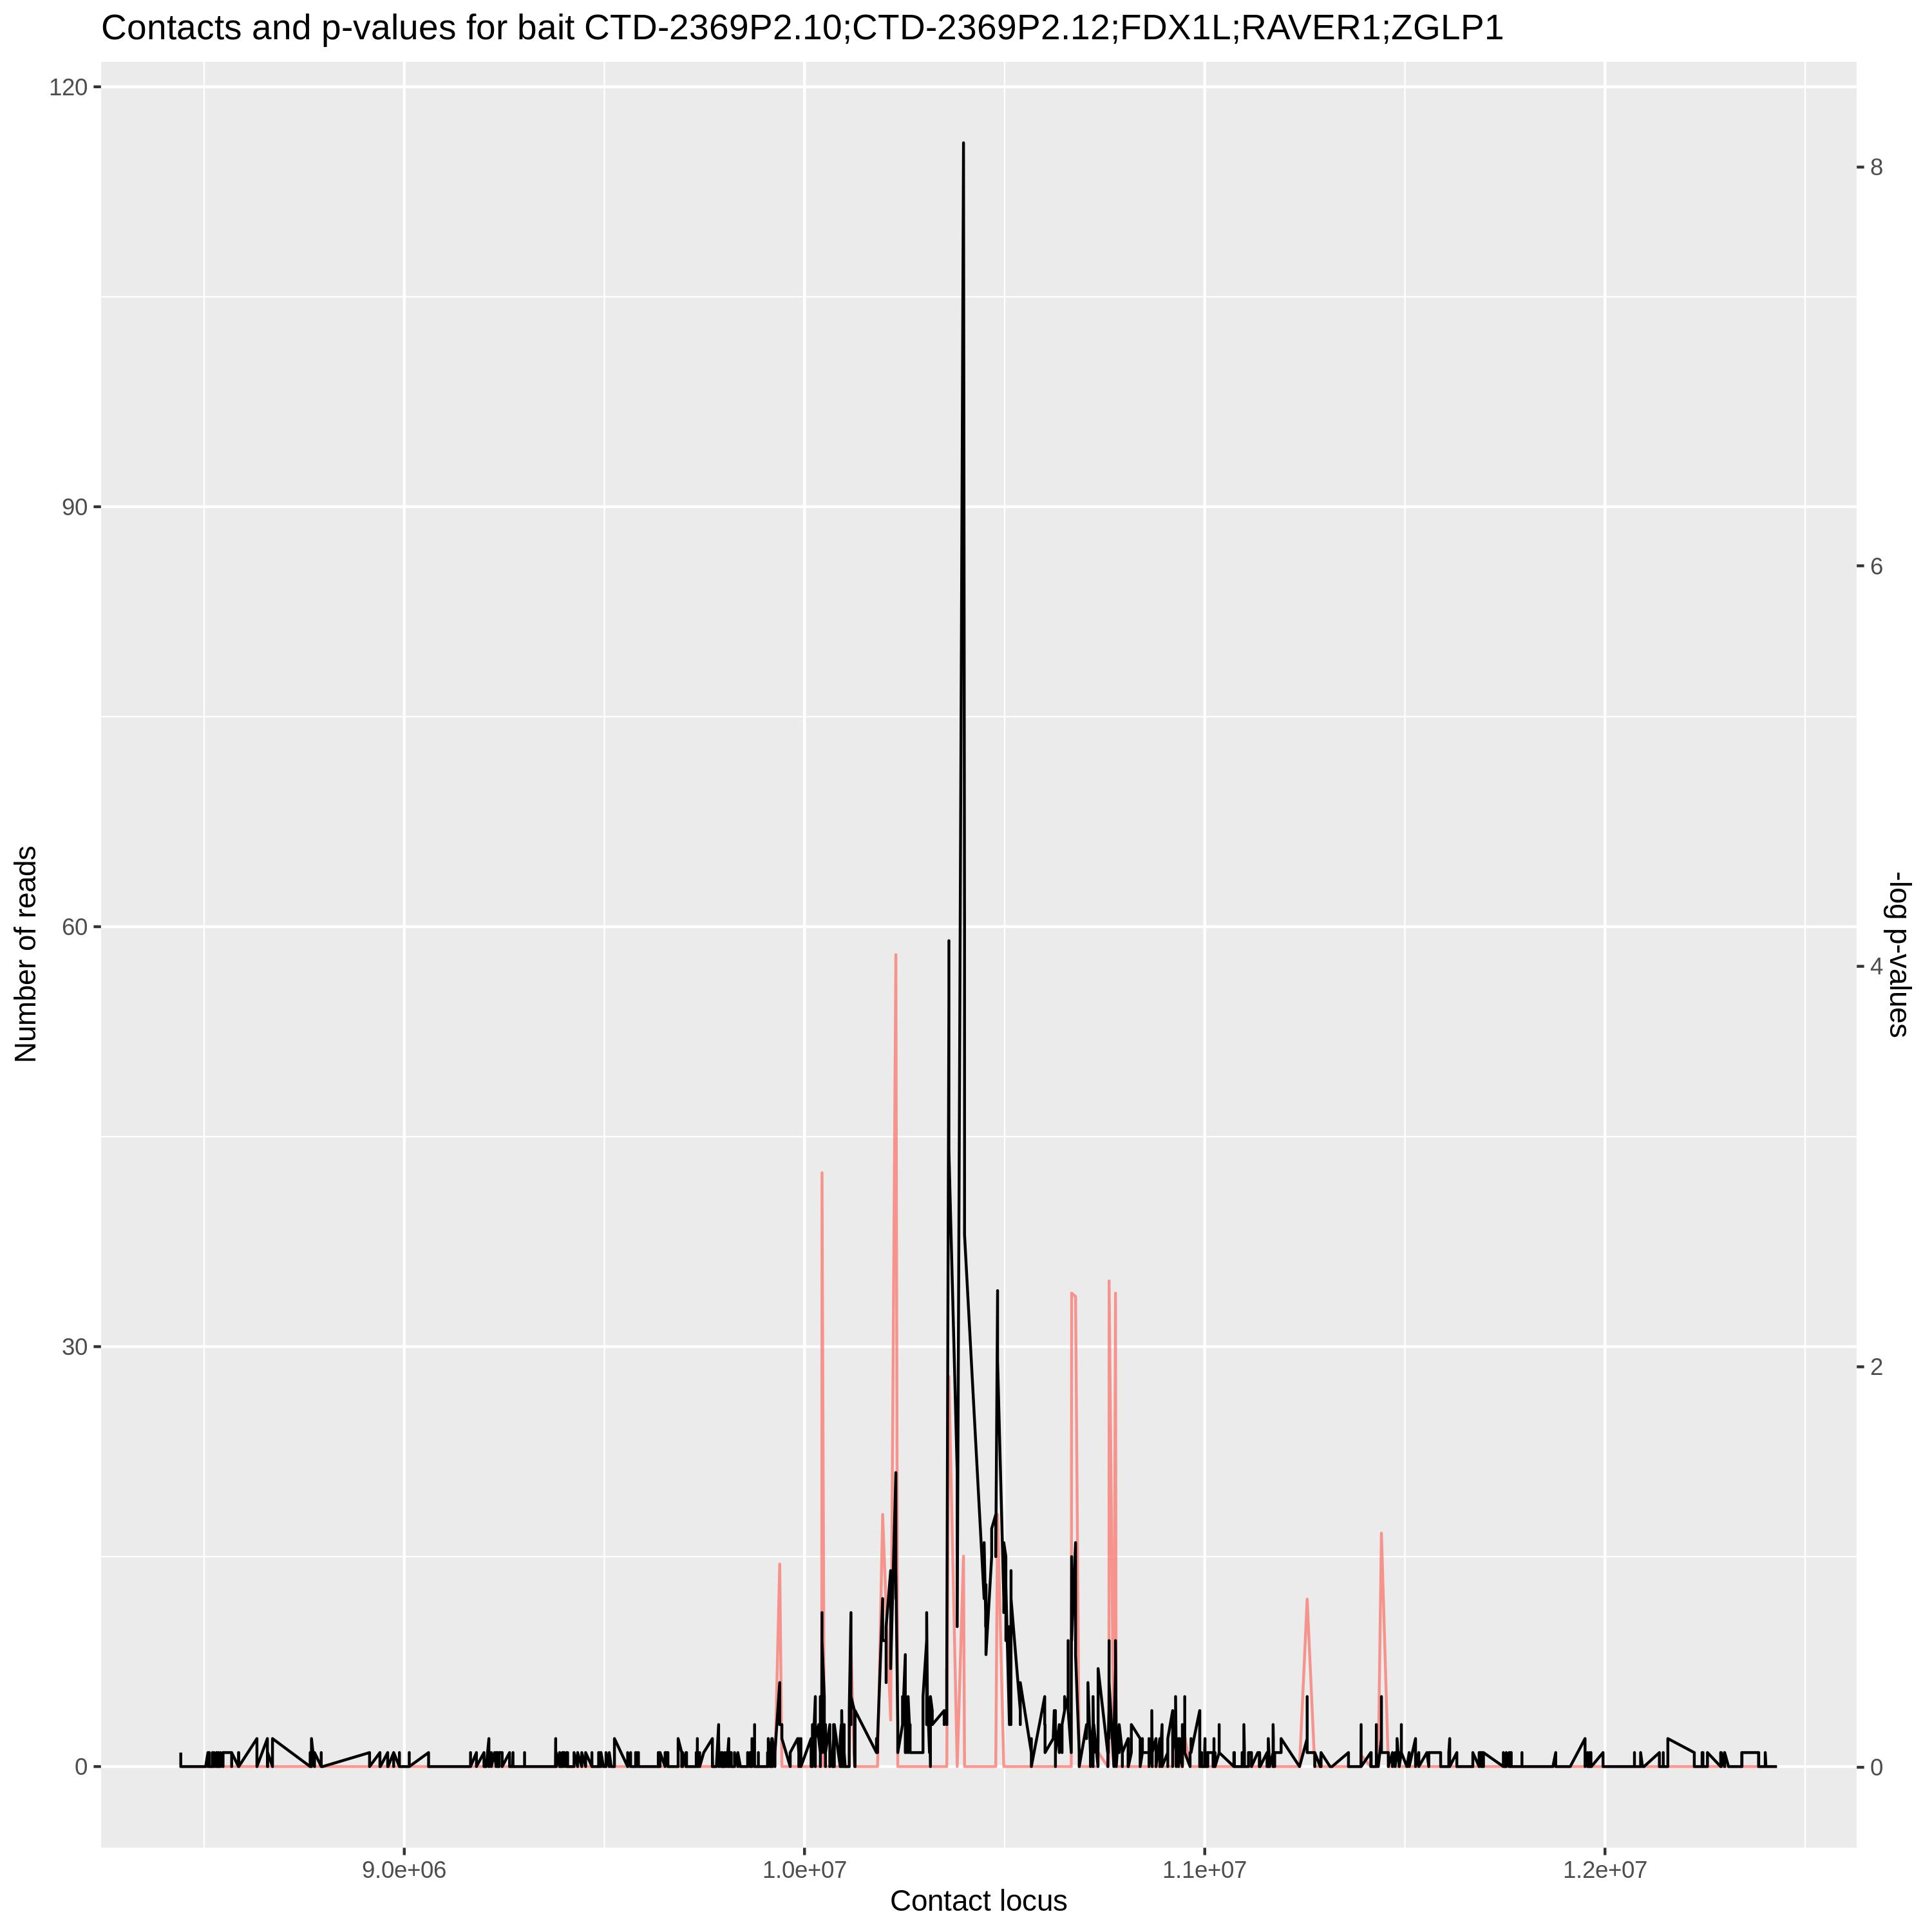 Contacts and p-values for bait CTD-2369P2.10;CTD-2369P2.12;FDX1L;RAVER1;ZGLP1
120
90
60
30
0
Number of reads
8
6
4
2
0
-log p-values
9.0e+06
1.0e+07
1.1e+07
1.2e+07
Contact locus